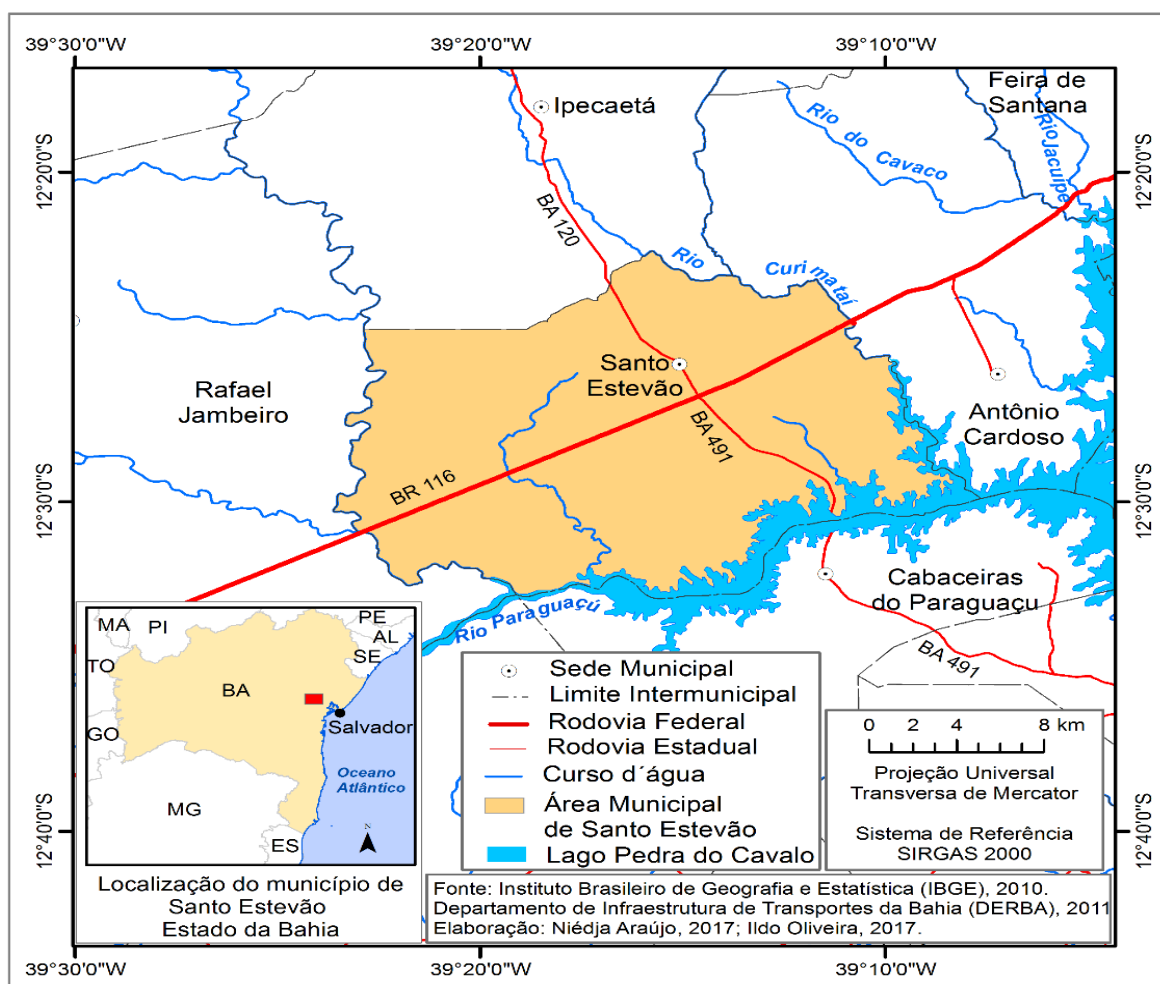 39°30'0"W
39°20'0"W
39°10'0"W
Feira de
Santana
Ipecaetá
Rio do Cavaco
Rio Jacuipe
12°20'0"S
12°20'0"S
BA 120
Rio Curimataí
Santo
Estevão
Rafael
Jambeiro
Antônio
Cardoso
BA 491
BR 116
12°30'0"S
12°30'0"S
Cabaceiras
do Paraguaçu
Rio Paraguaçú
BA 491
MA
PI
PE
AL
SE
TO
BA
Salvador
GO
Oceano
Atlântico
MG
ES
N
Localização do município de
Santo Estevão
Estado da Bahia
Sede Municipal
Limite Intermunicipal
Rodovia Federal
Rodovia Estadual
Curso d´água
Área Municipal
de Santo Estevão
Lago Pedra do Cavalo
0 2 4 8 km
Projeção Universal
Transversa de Mercator
Sistema de Referência
SIRGAS 2000
12°40'0"S
12°40'0"S
Fonte: Instituto Brasileiro de Geografia e Estatística (IBGE), 2010.
Departamento de Infraestrutura de Transportes da Bahia (DERBA), 2011
Elaboração: Niédja Araújo, 2017; Ildo Oliveira, 2017.
39°30'0"W
39°20'0"W
39°10'0"W